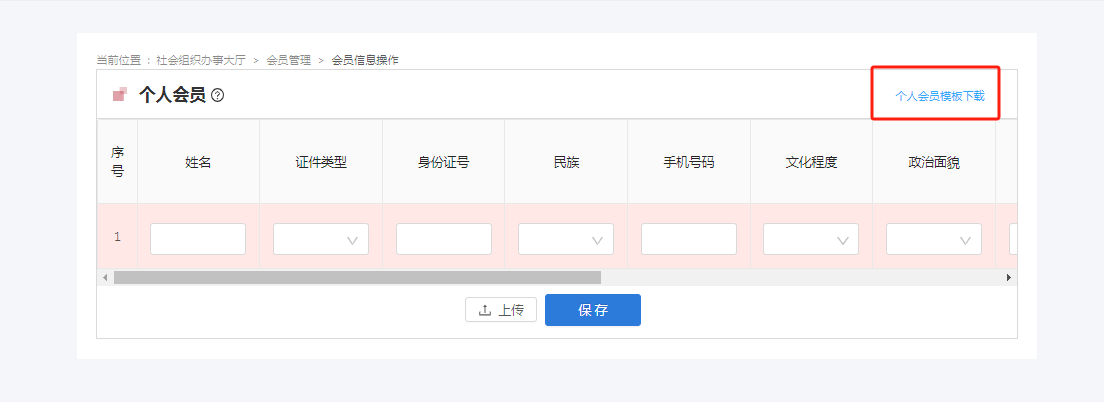 当前位置 : 社会组织办事大厅 > 会员管理 > 会员信息操作
个人会员 ?
个人会员模板下载
序号 姓名 证件类型 身份证号 民族 手机号码 文化程度 政治面貌
1
上传 保存